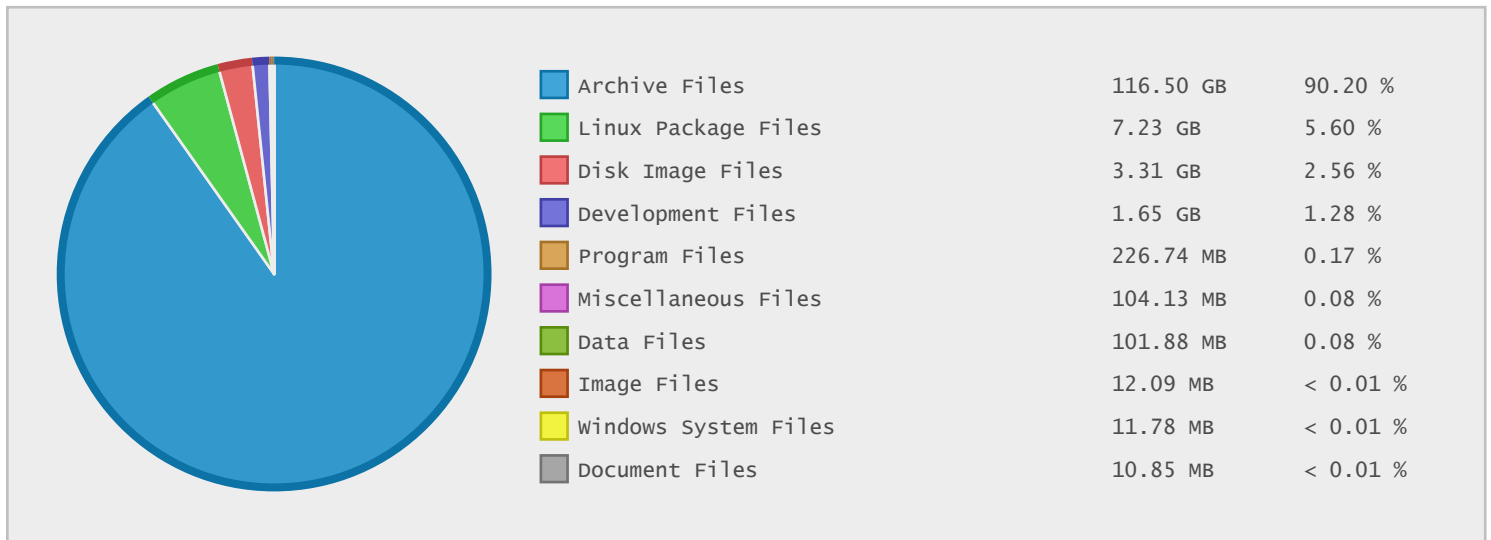 Archive Files 116.50 GB 90.20 %
Linux Package Files 7.23 GB 5.60 %
Disk Image Files 3.31 GB 2.56 %
Development Files 1.65 GB 1.28 %
Program Files 226.74 MB 0.17 %
Miscellaneous Files 104.13 MB 0.08 %
Data Files 101.88 MB 0.08 %
Image Files 12.09 MB < 0.01 %
Windows System Files 11.78 MB < 0.01 %
Document Files 10.85 MB < 0.01 %